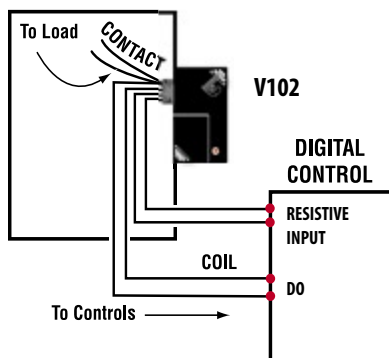 To Load
CONTACT
V102
DIGITAL
CONTROL
RESISTIVE
INPUT
COIL
DO
To Controls